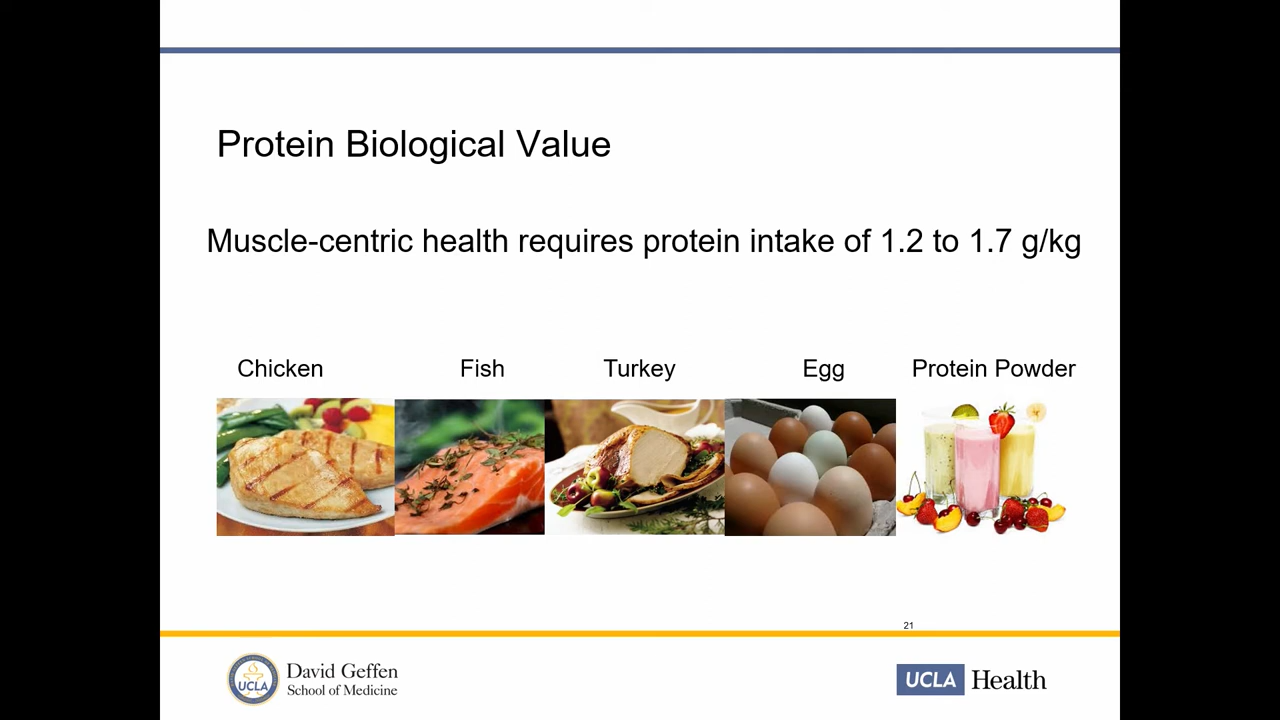 Protein Biological Value
Muscle-centric health requires protein intake of 1.2 to 1.7 g/kg
Chicken Fish Turkey Egg Protein Powder
21
UCLA
David Geffen
School of Medicine
UCLA Health